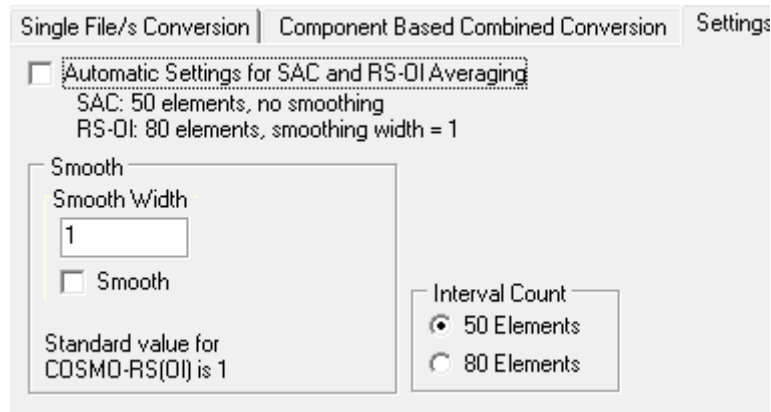 Single File/s Conversion Component Based Combined Conversion Settings
Automatic Settings for SAC and RS-OI Averaging
SAC: 50 elements, no smoothing
RS-OI: 80 elements, smoothing width = 1
Smooth
Smooth Width
1
Smooth
Standard value for
COSMO-RS(OI) is 1
Interval Count
50 Elements
80 Elements